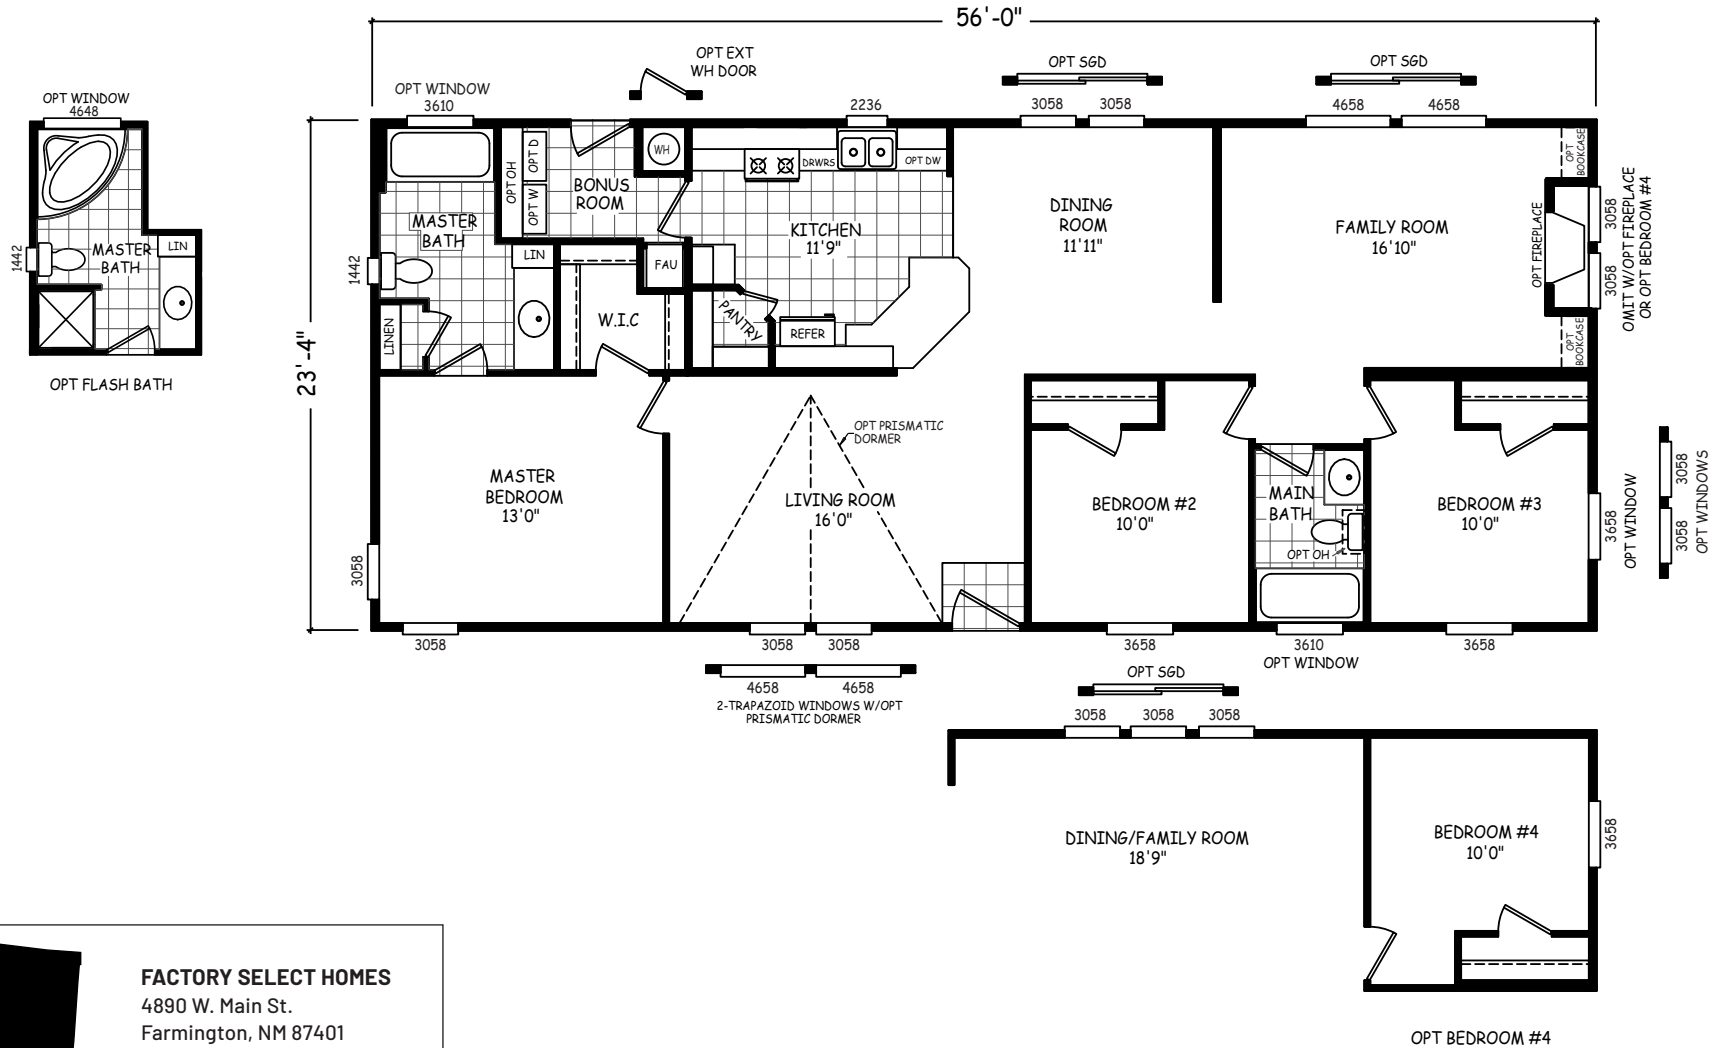 56'-0"
OPT EXT
WH DOOR
OPT SGD
OPT SGD
OPT WINDOW
4648
OPT WINDOW
3610
2236
3058
3058
4658
4658
1442
MASTER
BATH
LIN
OPT FLASH BATH
23'-4"
1442
MASTER
BATH
LIN
LINEN
OPT OH
OPT D
OPT W
BONUS
ROOM
WH
FAU
W.I.C
DRWRS
OPT DW
KITCHEN
11'9"
PANTRY
REFER
DINING
ROOM
11'11"
FAMILY ROOM
16'10"
OPT
BOOKCASE
OPT FIREPLACE
OPT
BOOKCASE
3058
3058
OMIT W/OPT FIREPLACE
OR OPT BEDROOM #4
MASTER
BEDROOM
13'0"
3058
3058
OPT PRISMATIC
DORMER
LIVING ROOM
16'0"
3058
3058
4658
4658
2-TRAPAZOID WINDOWS W/OPT
PRISMATIC DORMER
BEDROOM #2
10'0"
3658
MAIN
BATH
OPT OH
3610
OPT WINDOW
BEDROOM #3
10'0"
3658
3658
OPT WINDOW
3058
3058
OPT WINDOWS
OPT SGD
3058
3058
3058
DINING/FAMILY ROOM
18'9"
BEDROOM #4
10'0"
3658
OPT BEDROOM #4
FACTORY SELECT HOMES
4890 W. Main St.
Farmington, NM 87401